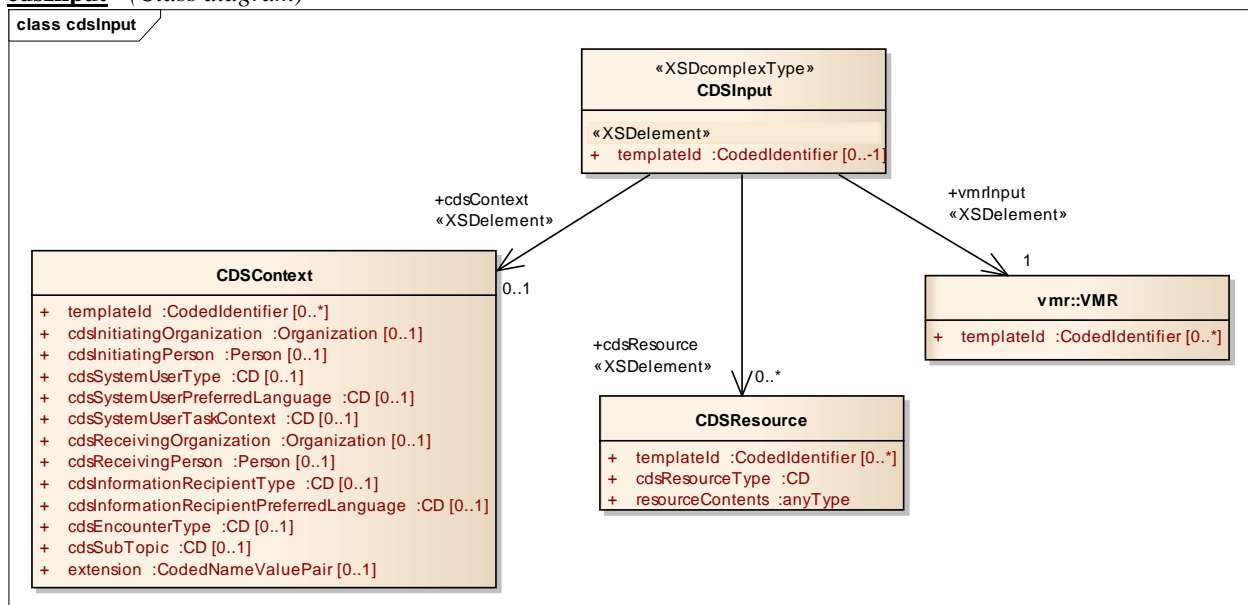 cdsInput (Class diagram)
class cdsInput
«XSDcomplexType»
CDSInput
«XSDelement»
+ templateId :CodedIdentifier [0..-1]
+cdsContext
«XSDelement»
0..1
+vmrInput
«XSDelement»
1
CDSContext
+ templateId :CodedIdentifier [0..*]
+ cdsInitiatingOrganization :Organization [0..1]
+ cdsInitiatingPerson :Person [0..1]
+ cdsSystemUserType :CD [0..1]
+ cdsSystemUserPreferredLanguage :CD [0..1]
+ cdsSystemUserTaskContext :CD [0..1]
+ cdsReceivingOrganization :Organization [0..1]
+ cdsReceivingPerson :Person [0..1]
+ cdsInformationRecipientType :CD [0..1]
+ cdsInformationRecipientPreferredLanguage :CD [0..1]
+ cdsEncounterType :CD [0..1]
+ cdsSubTopic :CD [0..1]
+ extension :CodedNameValuePair [0..1]
+cdsResource
«XSDelement»
0..*
CDSResource
+ templateId :CodedIdentifier [0..*]
+ cdsResourceType :CD
+ resourceContents :anyType
vmr::VMR
+ templateId :CodedIdentifier [0..*]